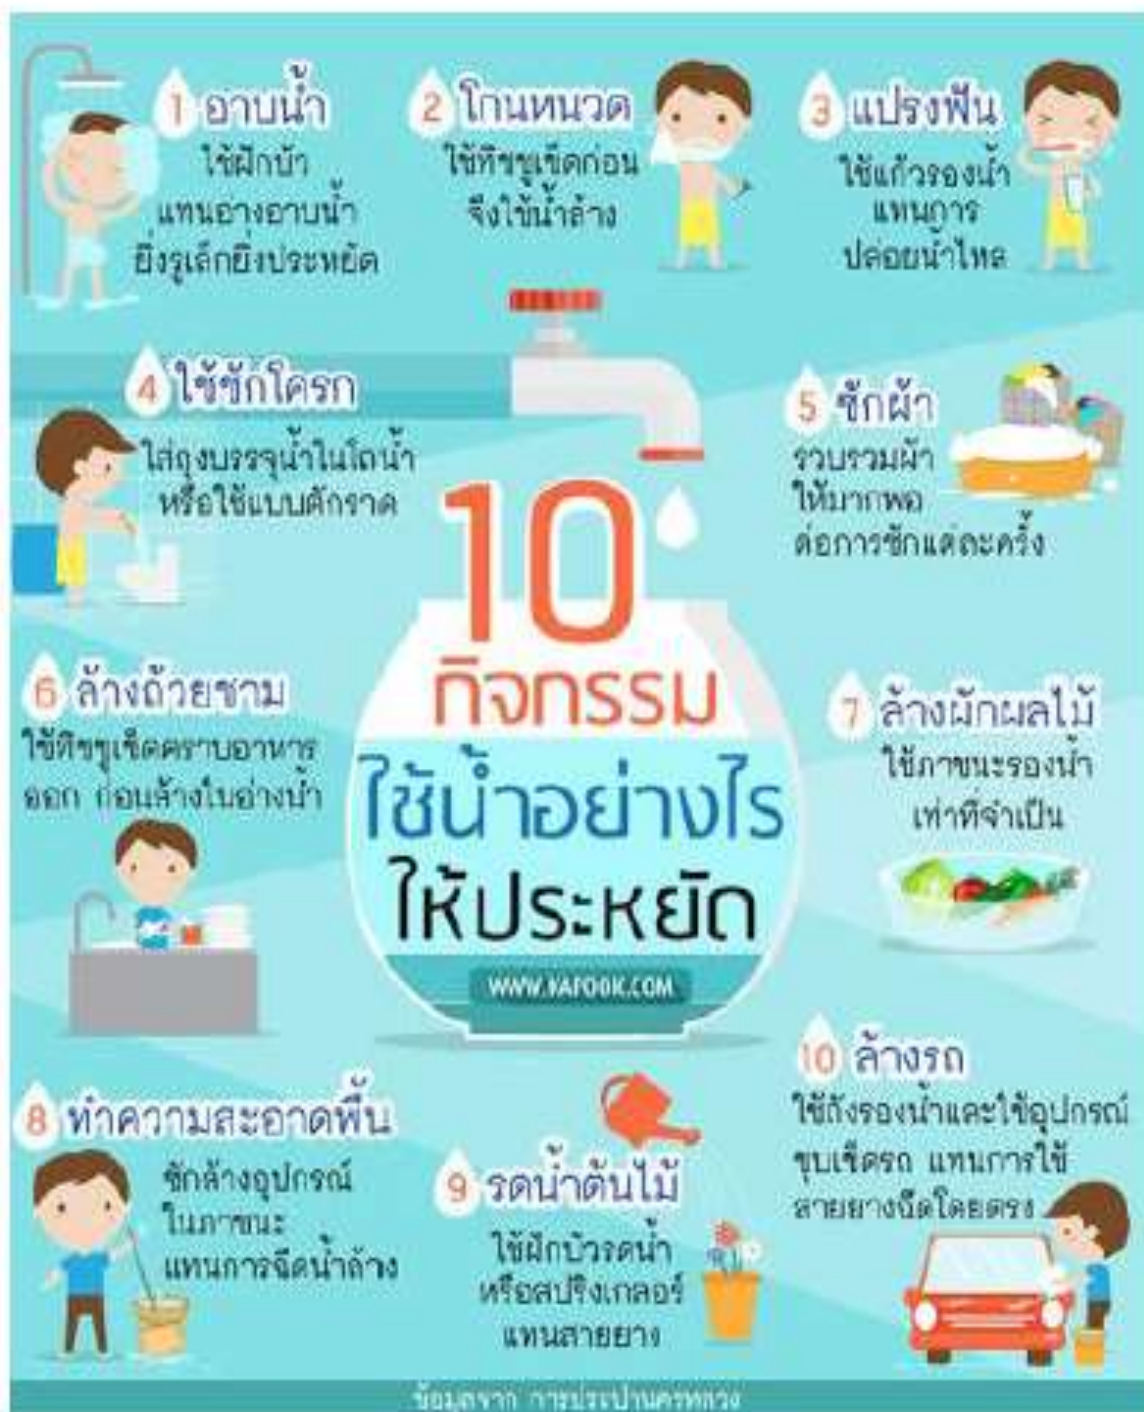 1 อาบน้ำ
ใช้ฝักบัว
แทนอ่างอาบน้ำ
ยิ่งรูเล็กยิ่งประหยัด
2 โกนหนวด
ใช้ทิชชูเช็ดก่อน
จึงใช้น้ำล้าง
3 แปรงฟัน
ใช้แก้วรองน้ำ
แทนการ
ปล่อยน้ำไหล
4 ใช้ชักโครก
ใส่ถุงบรรจุน้ำในโถน้ำ
หรือใช้แบบตักราด
5 ซักผ้า
รวบรวมผ้า
ให้มากพอ
ต่อการซักแต่ละครั้ง
10
กิจกรรม
ใช้น้ำอย่างไร
ให้ประหยัด
WWW.KAPOOK.COM
6 ล้างถ้วยชาม
ใช้ทิชชูเช็ดคราบอาหาร
ออก ก่อนล้างในอ่างน้ำ
7 ล้างผักผลไม้
ใช้ภาชนะรองน้ำ
เท่าที่จำเป็น
8 ทำความสะอาดพื้น
ซักล้างอุปกรณ์
ในภาชนะ
แทนการฉีดน้ำล้าง
9 รดน้ำต้นไม้
ใช้ฝักบัวรดน้ำ
หรือสปริงเกลอร์
แทนสายยาง
10 ล้างรถ
ใช้ถังรองน้ำและใช้อุปกรณ์
ชุบเช็ดรถ แทนการใช้
สายยางฉีดโดยตรง
ข้อมูลจาก การประปานครหลวง